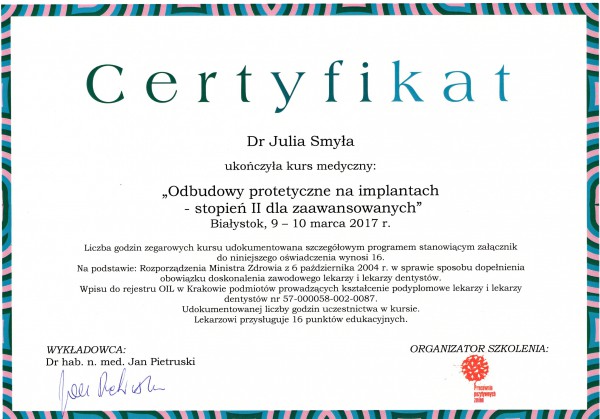 Certyfikat
Dr Julia Smyła
ukończyła kurs medyczny:
„Odbudowy protetyczne na implantach
- stopień II dla zaawansowanych”
Białystok, 9 – 10 marca 2017 r.
Liczba godzin zegarowych kursu udokumentowana szczegółowym programem stanowiącym załącznik
do niniejszego oświadczenia wynosi 16.
Na podstawie: Rozporządzenia Ministra Zdrowia z 6 października 2004 r. w sprawie sposobu dopełnienia
obowiązku doskonalenia zawodowego lekarzy i lekarzy dentystów.
Wpisu do rejestru OIL w Krakowie podmiotów prowadzących kształcenie podyplomowe lekarzy i lekarzy
dentystów nr 57-000058-002-0087.
Udokumentowanej liczby godzin uczestnictwa w kursie.
Lekarzowi przysługuje 16 punktów edukacyjnych.
WYKŁADOWCA:
Dr hab. n. med. Jan Pietruski
ORGANIZATOR SZKOLENIA:
Przestrzenie
pozytywnych
zmian